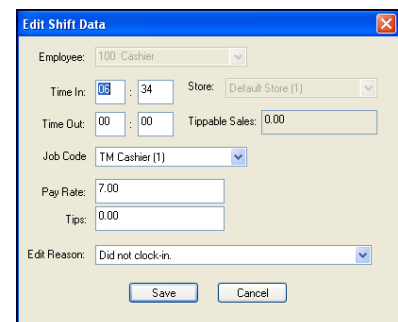 Edit Shift Data
Employee: 100 Cashier
Time In: 06 : 34 Store: Default Store (1)
Time Out: 00 : 00 Tippable Sales: 0.00
Job Code TM Cashier (1)
Pay Rate: 7.00
Tips: 0.00
Edit Reason: Did not clock-in.
Save Cancel